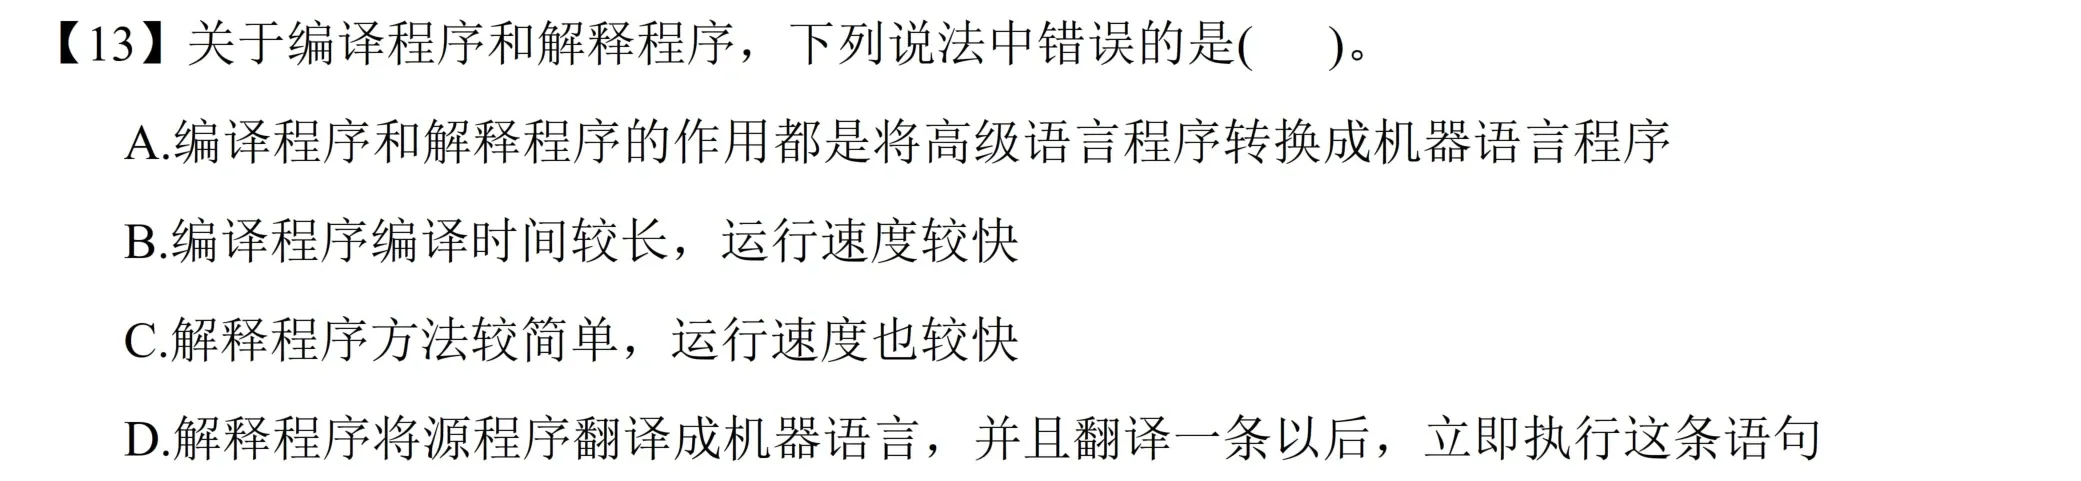 【13】关于编译程序和解释程序，下列说法中错误的是(  )。
A.编译程序和解释程序的作用都是将高级语言程序转换成机器语言程序
B.编译程序编译时间较长，运行速度较快
C.解释程序方法较简单，运行速度也较快
D.解释程序将源程序翻译成机器语言，并且翻译一条以后，立即执行这条语句